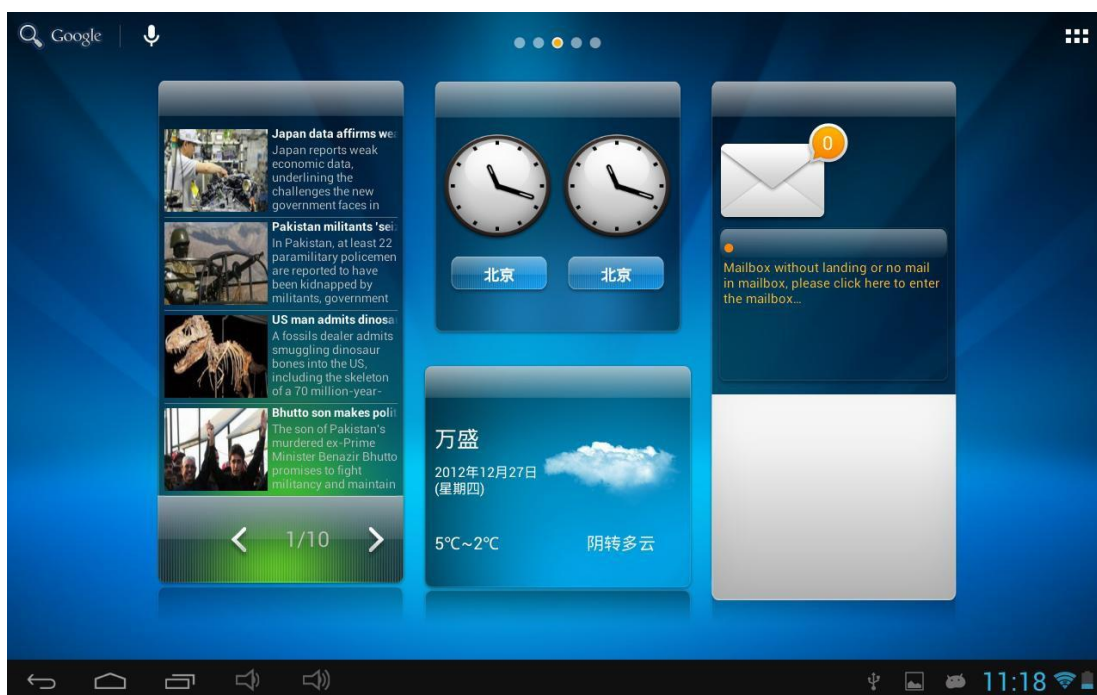 Google
Japan data affirms wea
Japan reports weak
economic data,
underlining the
challenges the new
government faces in
Pakistan militants 'seiz
In Pakistan, at least 22
paramilitary policemen
are reported to have
been kidnapped by
militants, government
US man admits dinosa
A fossils dealer admits
smuggling dinosaur
bones into the US,
including the skeleton
of a 70 million-year-
Bhutto son makes polit
The son of Pakistan's
murdered ex-Prime
Minister Benazir Bhutto
promises to fight
militancy and maintain
1/10
北京
北京
万盛
2012年12月27日
(星期四)
5℃~2℃
阴转多云
0
Mailbox without landing or no mail
in mailbox, please click here to enter
the mailbox...
11:18